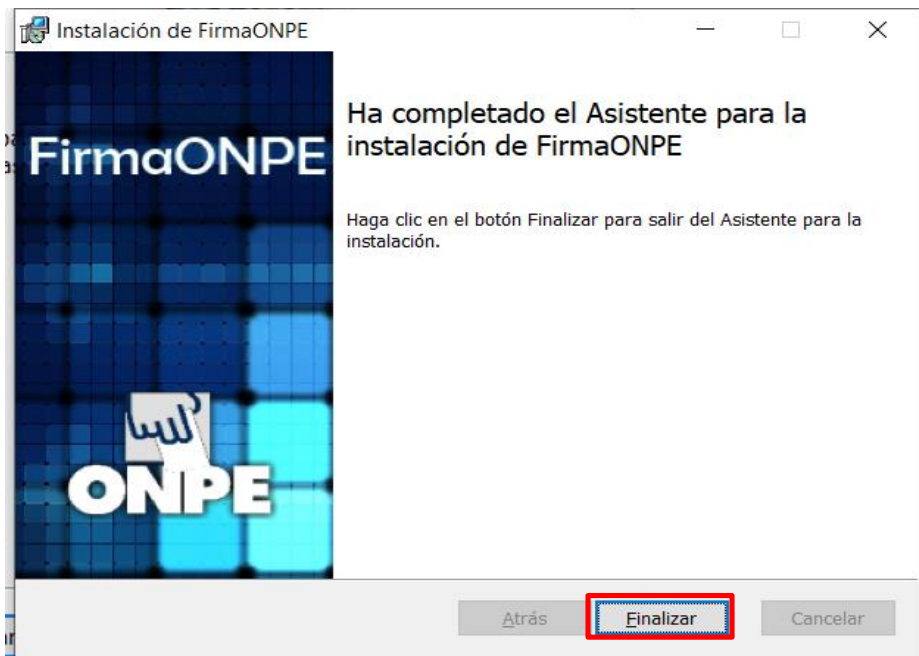 Instalación de FirmaONPE
FirmaONPE
Ha completado el Asistente para la
instalación de FirmaONPE
Haga clic en el botón Finalizar para salir del Asistente para la
instalación.
ONPE
Atrás
Finalizar
Cancelar